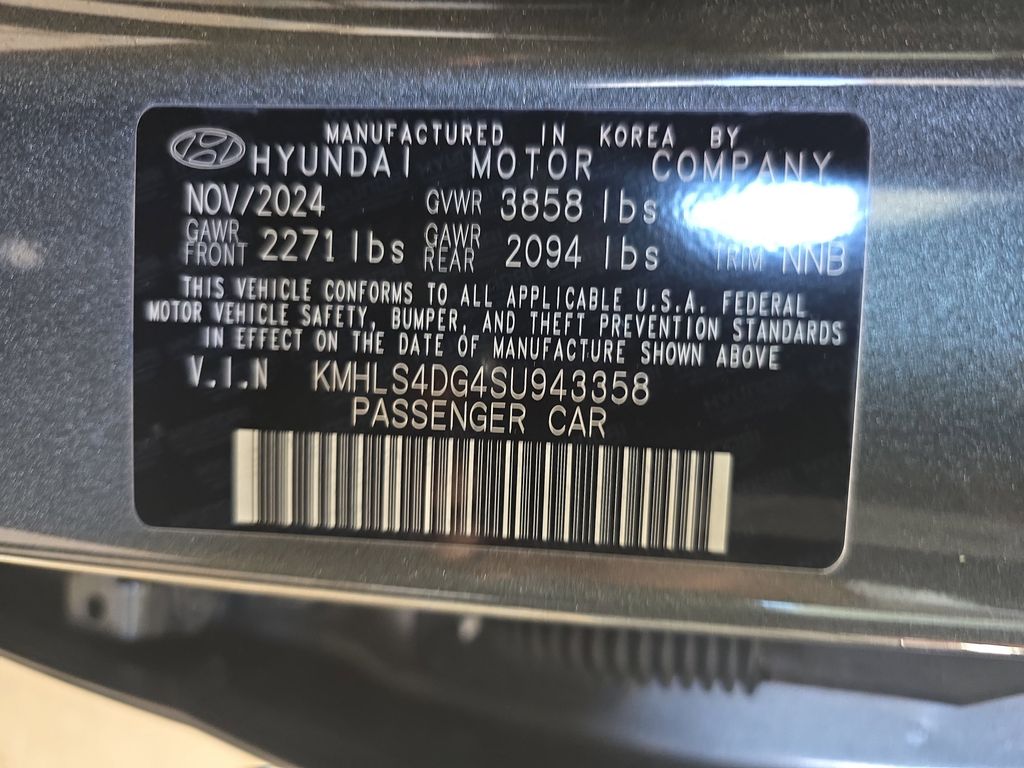 MANUFACTURED IN KOREA BY
HYUNDAI MOTOR COMPANY
NOV/2024 GVWR 3858 lbs
GAWR FRONT 2271 lbs GAWR REAR 2094 lbs TRIM NNB
THIS VEHICLE CONFORMS TO ALL APPLICABLE U.S.A. FEDERAL
MOTOR VEHICLE SAFETY, BUMPER, AND THEFT PREVENTION STANDARDS
IN EFFECT ON THE DATE OF MANUFACTURE SHOWN ABOVE
V.I.N KMHLS4DG4SU943358
PASSENGER CAR